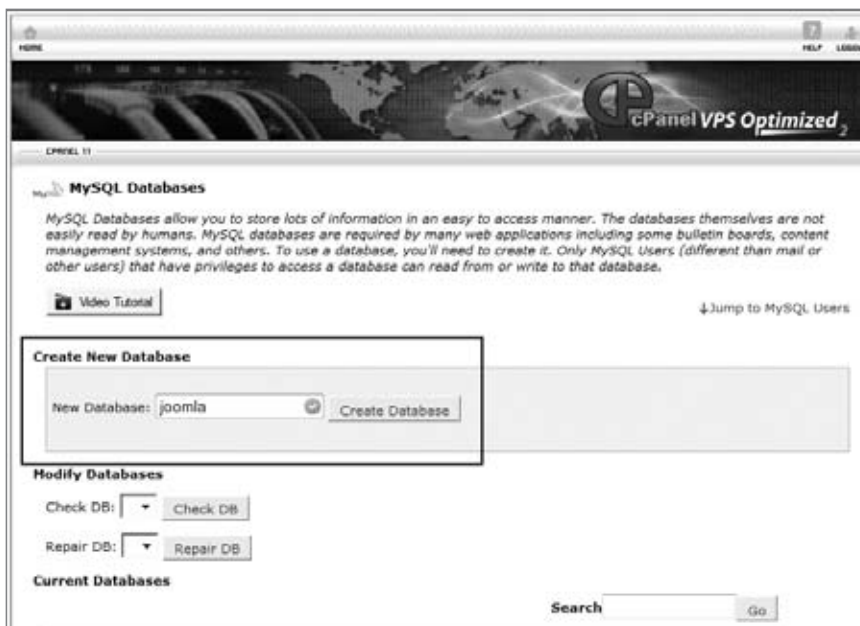 HOME
HELP LOGOUT
cPanel VPS Optimized 2
CPANEL 11
MySQL Databases
MySQL Databases allow you to store lots of information in an easy to access manner. The databases themselves are not
easily read by humans. MySQL databases are required by many web applications including some bulletin boards, content
management systems, and others. To use a database, you'll need to create it. Only MySQL Users (different than mail or
other users) that have privileges to access a database can read from or write to that database.
Video Tutorial
↓Jump to MySQL Users
Create New Database
New Database: joomla Create Database
Modify Databases
Check DB: Check DB
Repair DB: Repair DB
Current Databases
Search Go